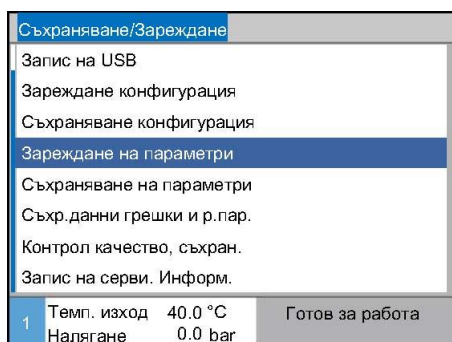 Съхраняване/Зареждане
Запис на USB
Зареждане конфигурация
Съхраняване конфигурация
Зареждане на параметри
Съхраняване на параметри
Съхр.данни грешки и р.пар.
Контрол качество, съхран.
Запис на серви. Информ.
1 Темп. изход 40.0 °C Готов за работа
Налягане 0.0 bar